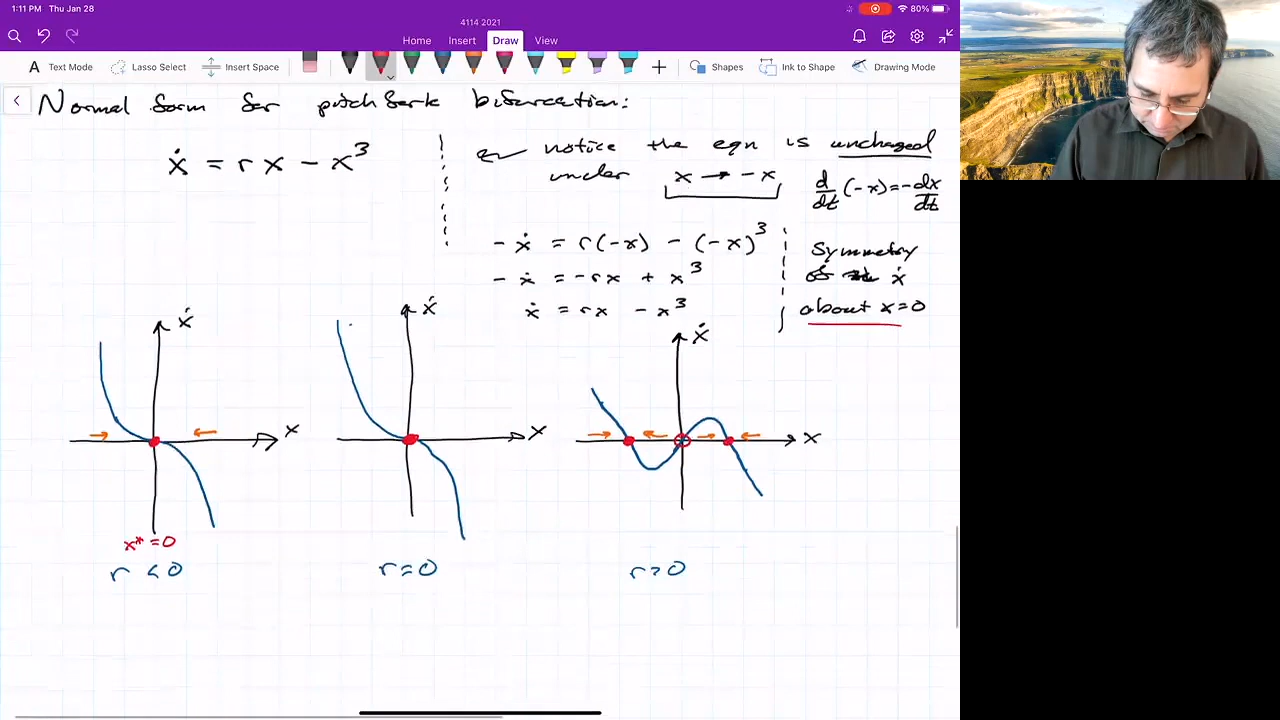 1:11 PM Thu Jan 28
80%
4114 2021
Home Insert Draw View
Text Mode Lasso Select Insert Space Shapes Ink to Shape Drawing Mode
Normal form for pitchfork bifurcation:
ẋ = r x - x³
notice the eqn is unchaged
under x → -x
d/dt (-x) = -dx/dt
-ẋ = r(-x) - (-x)³
-ẋ = -rx + x³
ẋ = rx - x³
Symmetry
of ẋ
about x=0
ẋ
ẋ
ẋ
x
x
x
x* = 0
r < 0
r = 0
r > 0